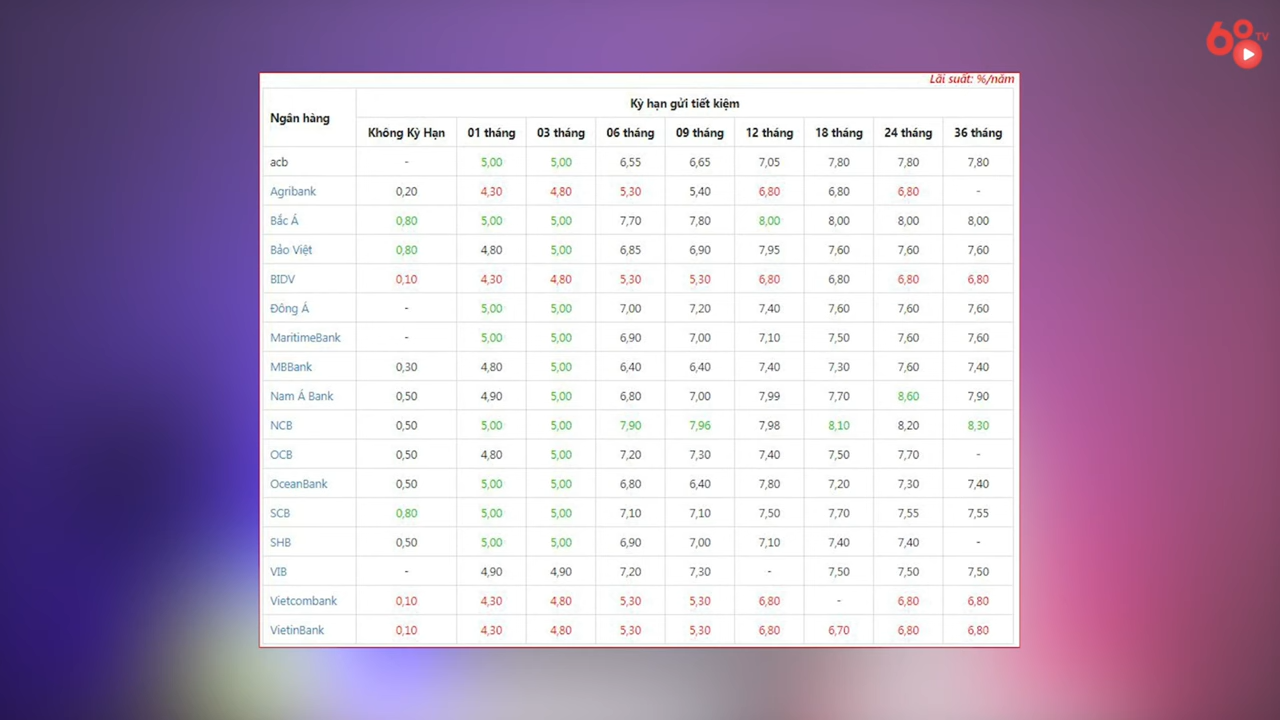 60 TV
Lãi suất: %/năm
Ngân hàng Kỳ hạn gửi tiết kiệm
Không Kỳ Hạn 01 tháng 03 tháng 06 tháng 09 tháng 12 tháng 18 tháng 24 tháng 36 tháng
acb - 5,00 5,00 6,55 6,65 7,05 7,80 7,80 7,80
Agribank 0,20 4,30 4,80 5,30 5,40 6,80 6,80 6,80 -
Bắc Á 0,80 5,00 5,00 7,70 7,80 8,00 8,00 8,00 8,00
Bảo Việt 0,80 4,80 5,00 6,85 6,90 7,95 7,60 7,60 7,60
BIDV 0,10 4,30 4,80 5,30 5,30 6,80 6,80 6,80 6,80
Đông Á - 5,00 5,00 7,00 7,20 7,40 7,60 7,60 7,60
MaritimeBank - 5,00 5,00 6,90 7,00 7,10 7,50 7,60 7,60
MBBank 0,30 4,80 5,00 6,40 6,40 7,40 7,30 7,60 7,40
Nam Á Bank 0,50 4,90 5,00 6,80 7,00 7,99 7,70 8,60 7,90
NCB 0,50 5,00 5,00 7,90 7,96 7,98 8,10 8,20 8,30
OCB 0,50 4,80 5,00 7,20 7,30 7,40 7,50 7,70 -
OceanBank 0,50 5,00 5,00 6,80 6,40 7,80 7,20 7,30 7,40
SCB 0,80 5,00 5,00 7,10 7,10 7,50 7,70 7,55 7,55
SHB 0,50 5,00 5,00 6,90 7,00 7,10 7,40 7,40 -
VIB - 4,90 4,90 7,20 7,30 - 7,50 7,50 7,50
Vietcombank 0,10 4,30 4,80 5,30 5,30 6,80 - 6,80 6,80
VietinBank 0,10 4,30 4,80 5,30 5,30 6,80 6,70 6,80 6,80